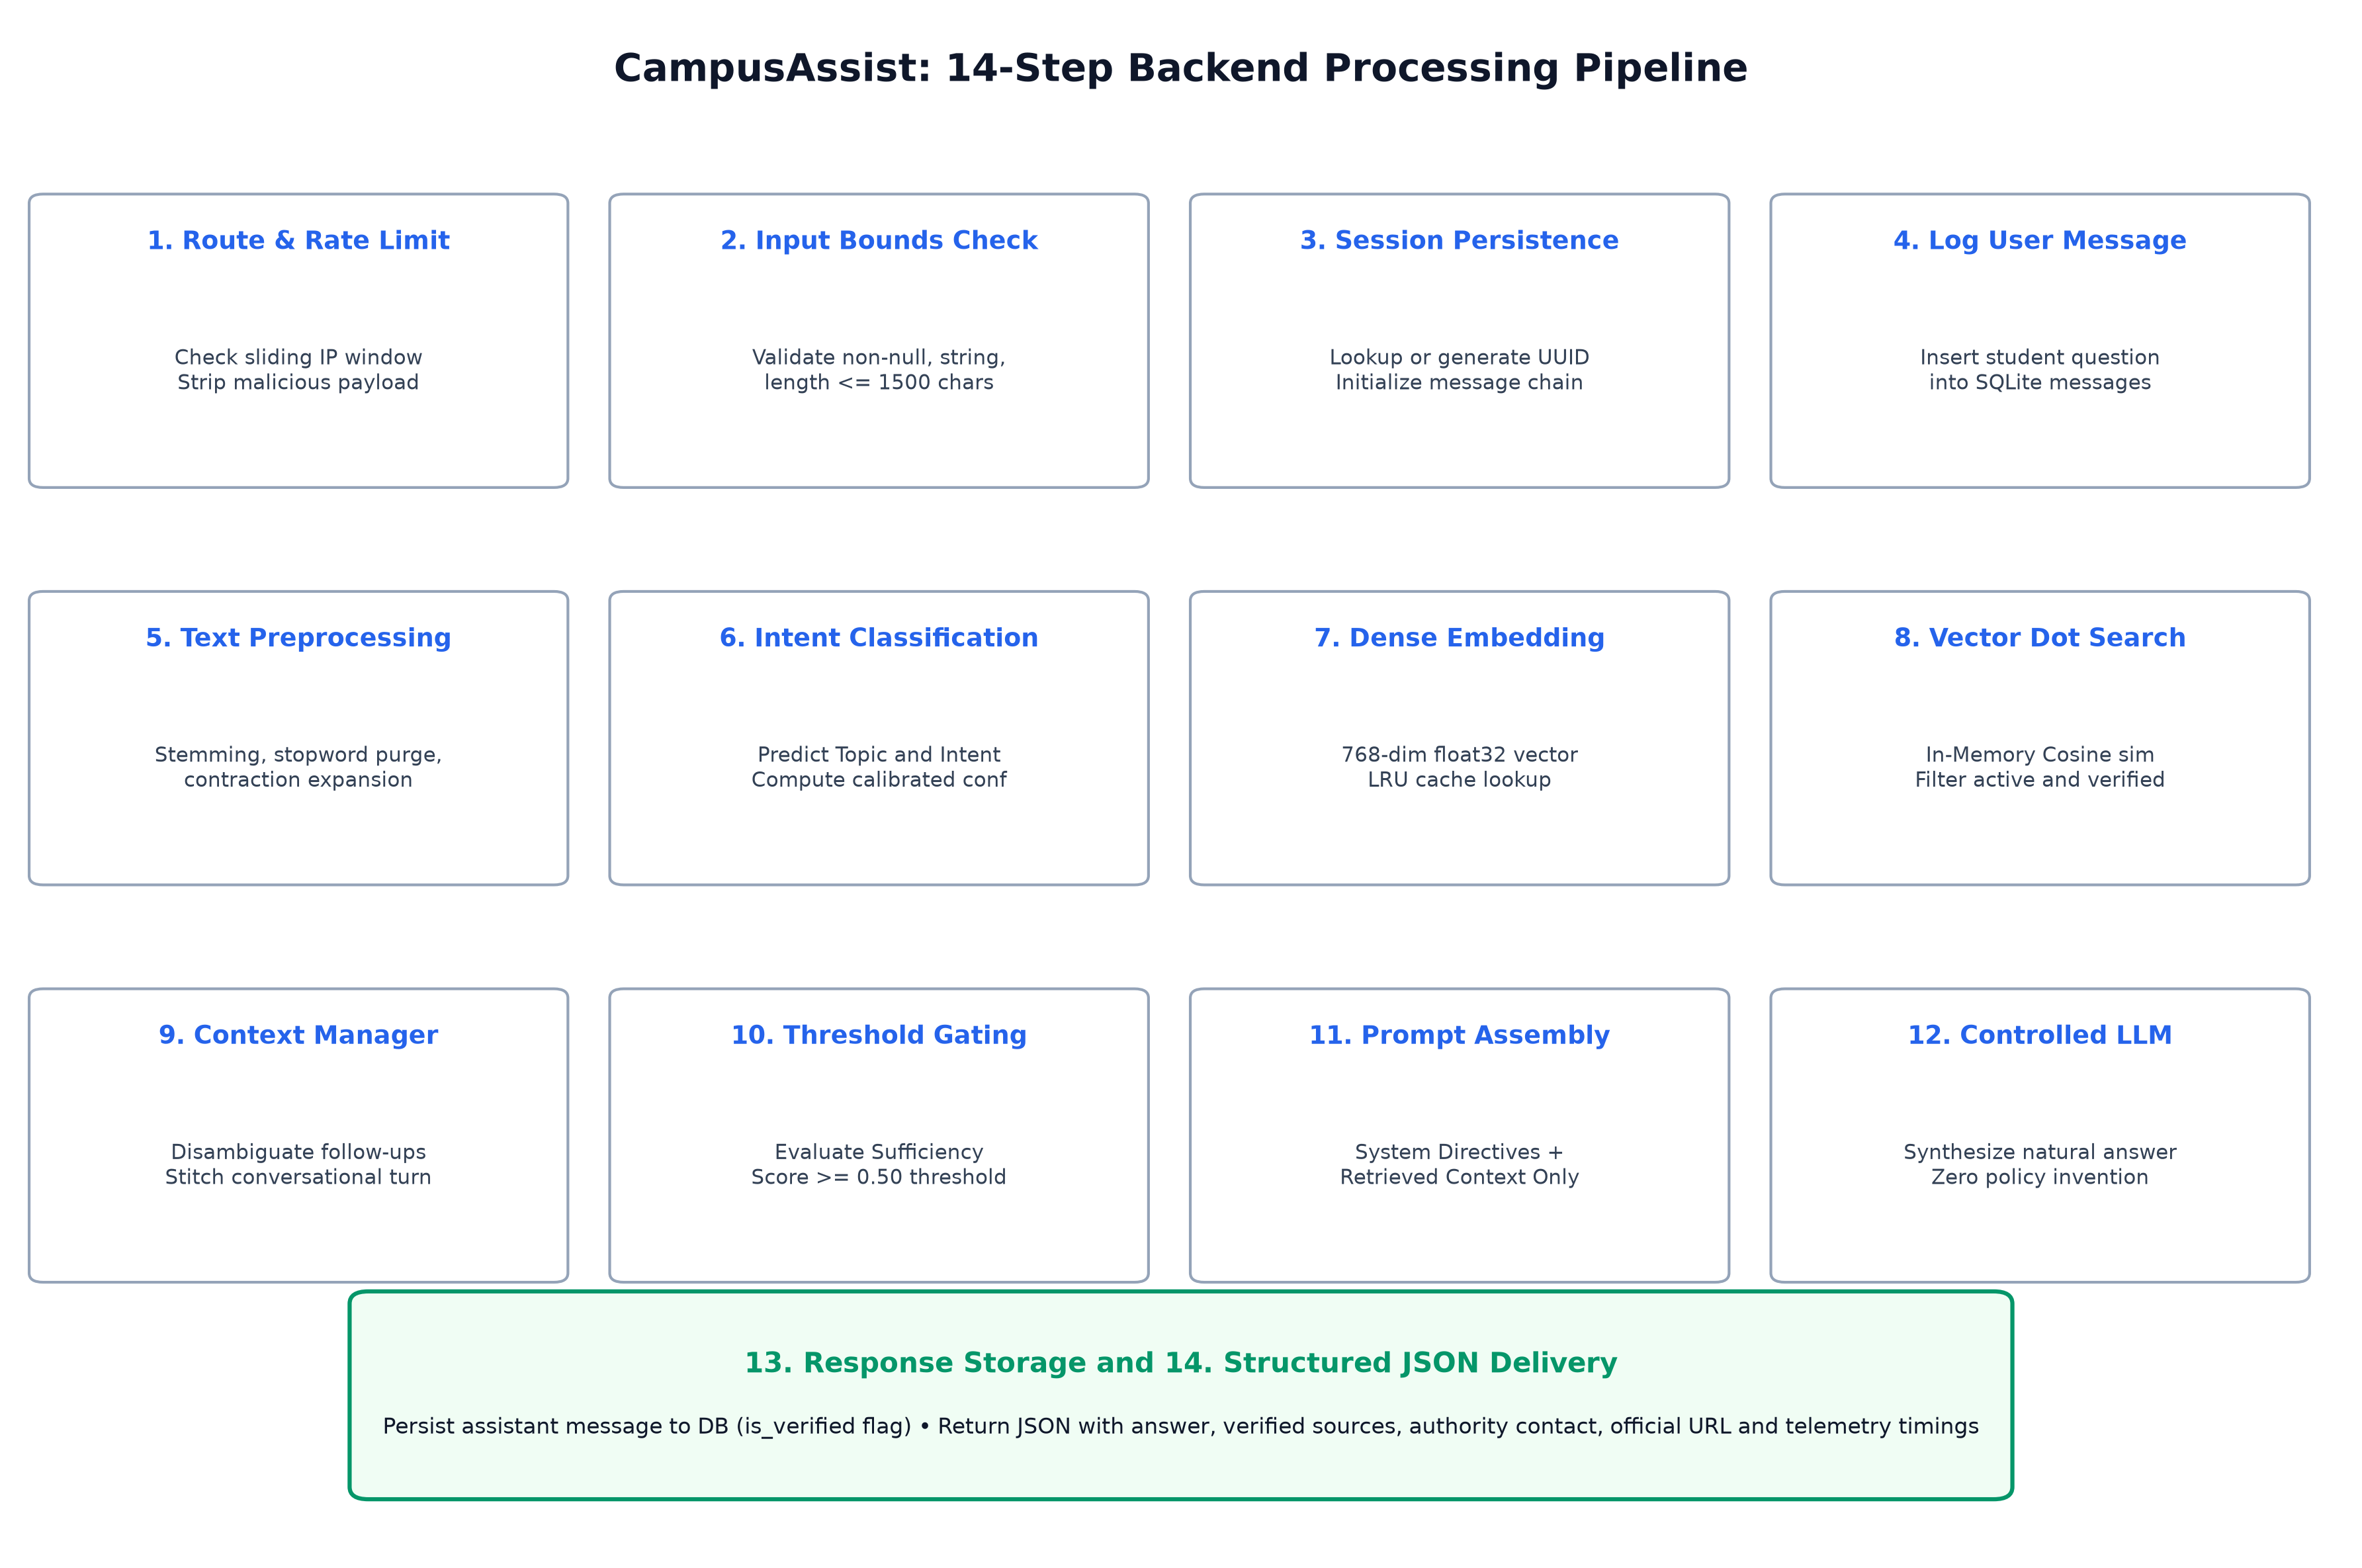 CampusAssist: 14-Step Backend Processing Pipeline
1. Route & Rate Limit
Check sliding IP window
Strip malicious payload
2. Input Bounds Check
Validate non-null, string,
length <= 1500 chars
3. Session Persistence
Lookup or generate UUID
Initialize message chain
4. Log User Message
Insert student question
into SQLite messages
5. Text Preprocessing
Stemming, stopword purge,
contraction expansion
6. Intent Classification
Predict Topic and Intent
Compute calibrated conf
7. Dense Embedding
768-dim float32 vector
LRU cache lookup
8. Vector Dot Search
In-Memory Cosine sim
Filter active and verified
9. Context Manager
Disambiguate follow-ups
Stitch conversational turn
10. Threshold Gating
Evaluate Sufficiency
Score >= 0.50 threshold
11. Prompt Assembly
System Directives +
Retrieved Context Only
12. Controlled LLM
Synthesize natural answer
Zero policy invention
13. Response Storage and 14. Structured JSON Delivery
Persist assistant message to DB (is_verified flag) • Return JSON with answer, verified sources, authority contact, official URL and telemetry timings